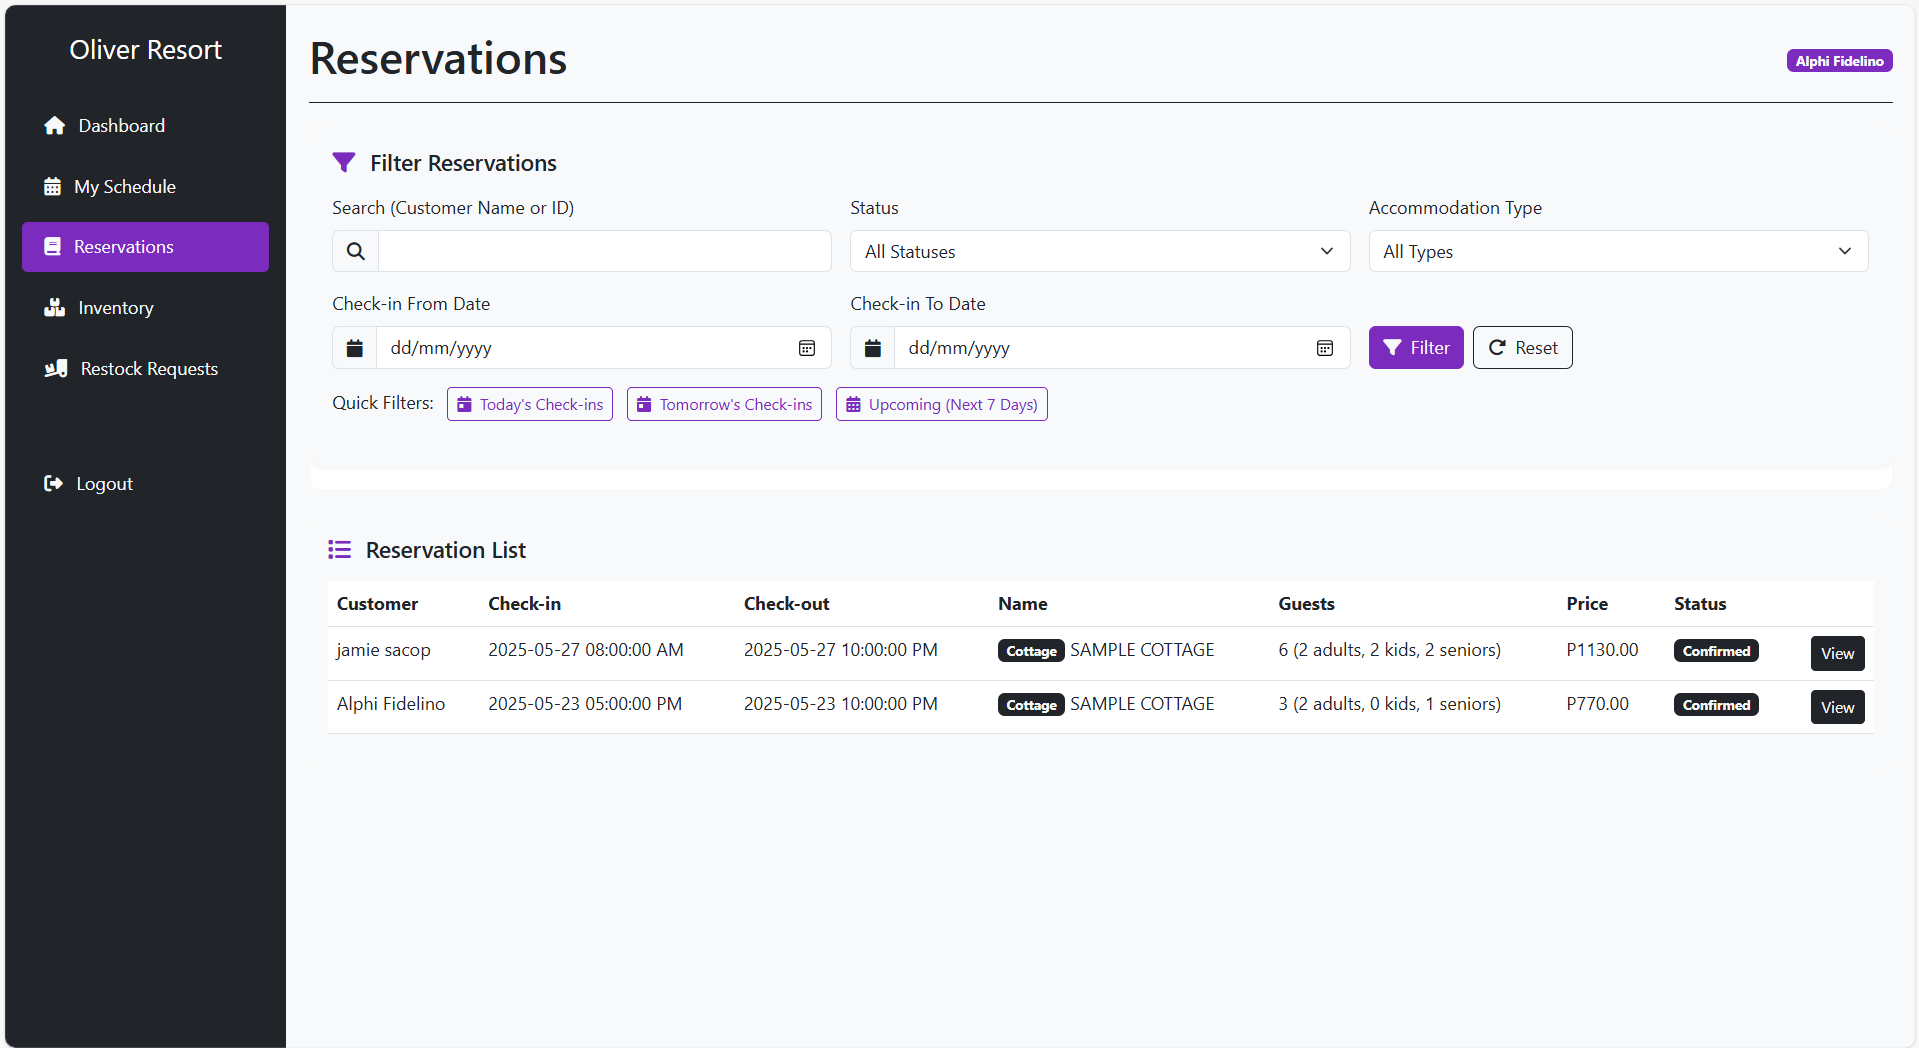 Oliver Resort
Dashboard
My Schedule
Reservations
Inventory
Restock Requests
Logout
Reservations
Alphi Fidelino
Filter Reservations
Search (Customer Name or ID)
Status
Accommodation Type
All Statuses
All Types
Check-in From Date
Check-in To Date
dd/mm/yyyy
dd/mm/yyyy
Filter
Reset
Quick Filters:
Today's Check-ins
Tomorrow's Check-ins
Upcoming (Next 7 Days)
Reservation List
Customer Check-in Check-out Name Guests Price Status
jamie sacop 2025-05-27 08:00:00 AM 2025-05-27 10:00:00 PM Cottage SAMPLE COTTAGE 6 (2 adults, 2 kids, 2 seniors) P1130.00 Confirmed View
Alphi Fidelino 2025-05-23 05:00:00 PM 2025-05-23 10:00:00 PM Cottage SAMPLE COTTAGE 3 (2 adults, 0 kids, 1 seniors) P770.00 Confirmed View